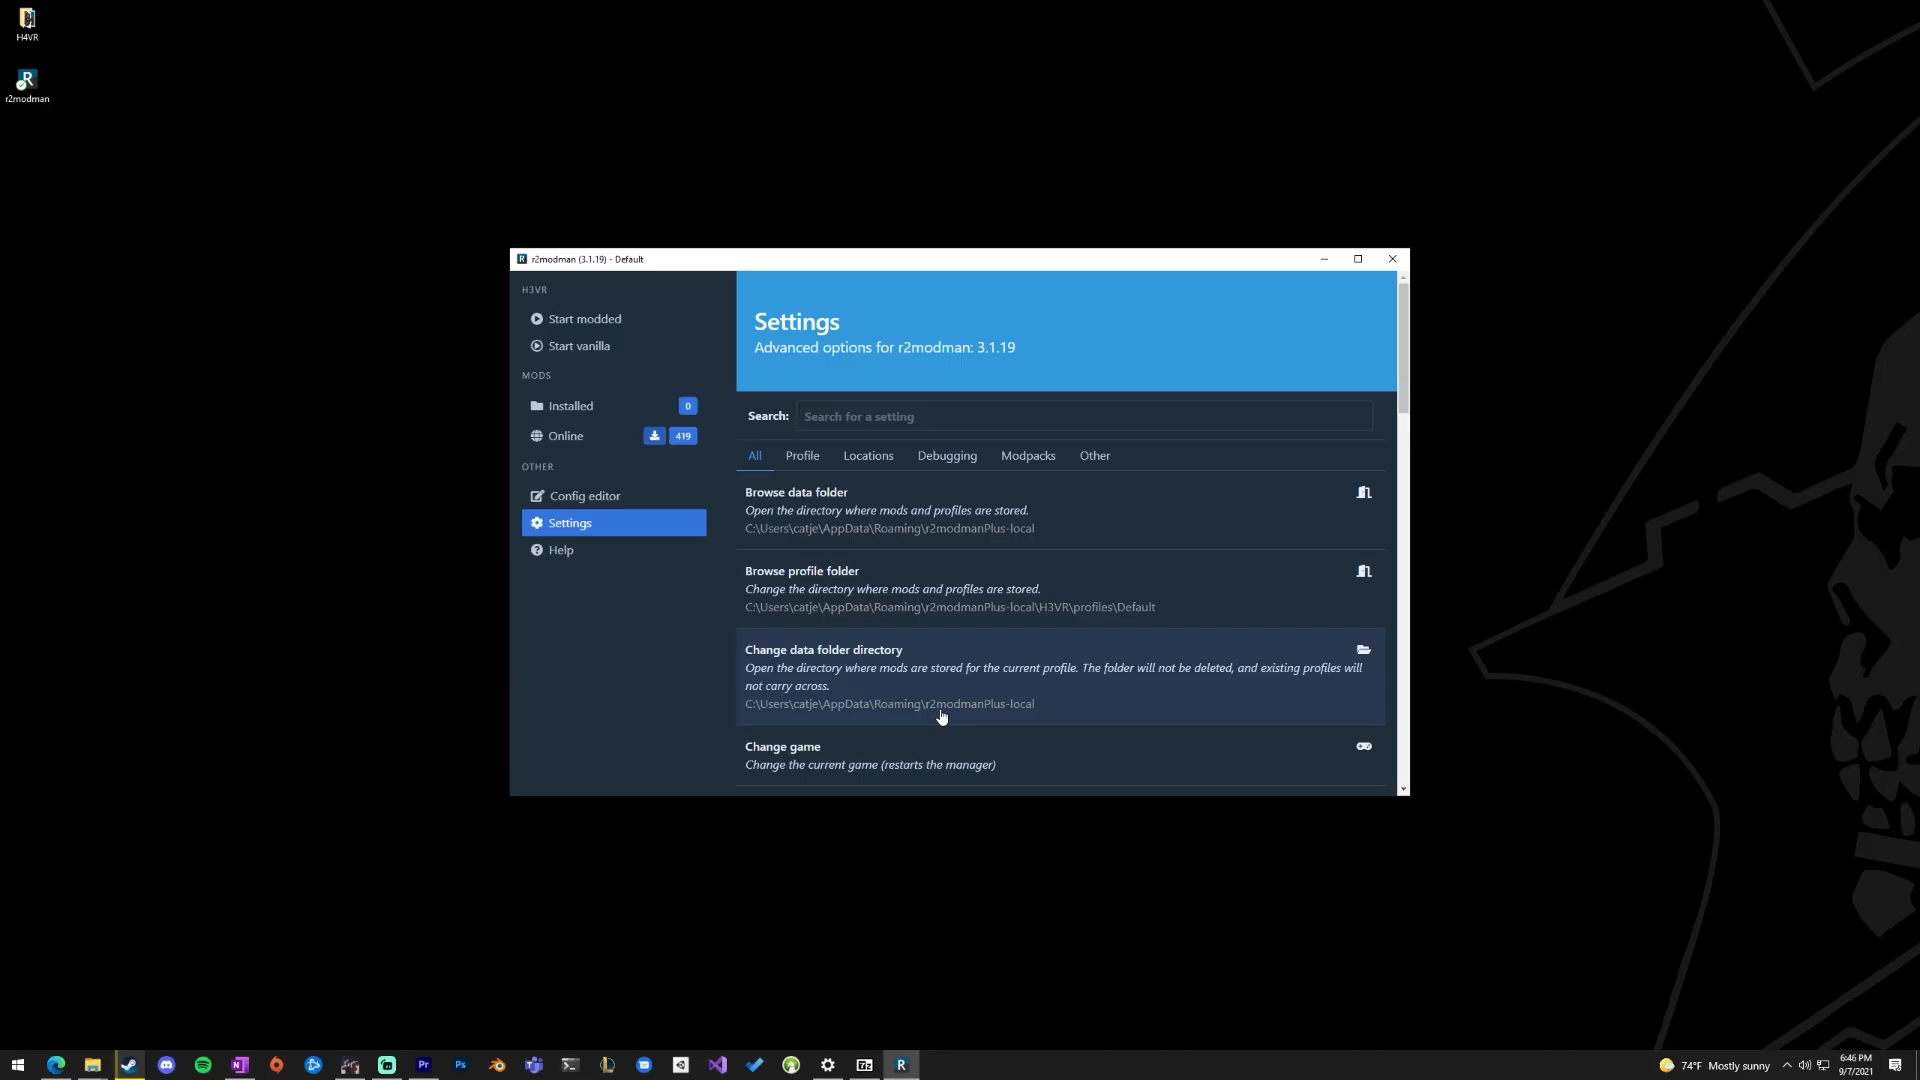 H4VR
r2modman
r2modman (3.1.19) - Default
H3VR
Start modded
Start vanilla
MODS
Installed 0
Online 419
OTHER
Config editor
Settings
Help
Settings
Advanced options for r2modman: 3.1.19
Search: Search for a setting
All Profile Locations Debugging Modpacks Other
Browse data folder
Open the directory where mods and profiles are stored.
C:\Users\catje\AppData\Roaming\r2modmanPlus-local
Browse profile folder
Change the directory where mods and profiles are stored.
C:\Users\catje\AppData\Roaming\r2modmanPlus-local\H3VR\profiles\Default
Change data folder directory
Open the directory where mods are stored for the current profile. The folder will not be deleted, and existing profiles will
not carry across.
C:\Users\catje\AppData\Roaming\r2modmanPlus-local
Change game
Change the current game (restarts the manager)
74°F Mostly sunny
6:46 PM
9/7/2021